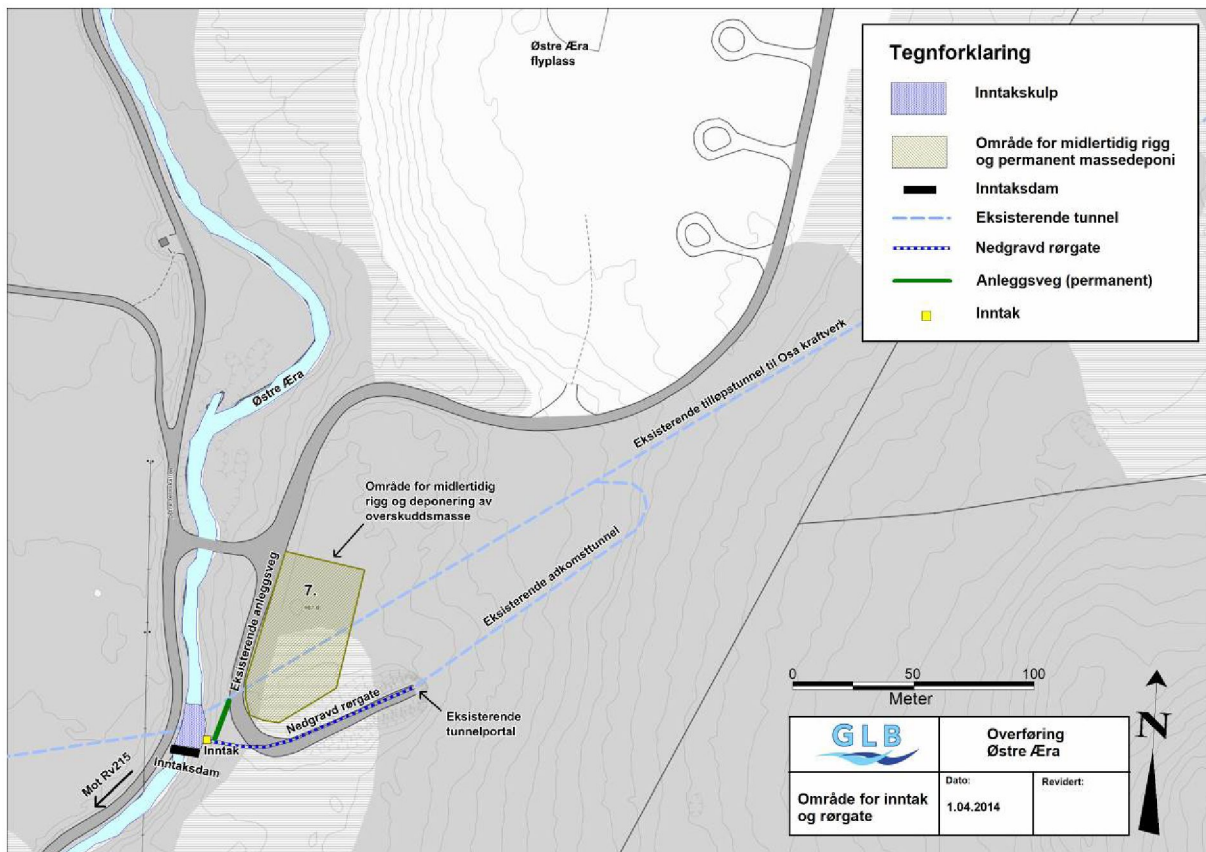 Østre Æra
flyplass
Tegnforklaring
Inntakskulp
Område for midlertidig rigg
og permanent massedeponi
Inntaksdam
Eksisterende tunnel
Nedgravd rørgate
Anleggsveg (permanent)
Inntak
Østre Æra
Eksisterende tilløpstunnel til Osa kraftverk
Område for midlertidig
rigg og deponering av
overskuddsmasse
Eksisterende adkomsttunnel
Eksisterende anleggsveg
7.
Nedgravd rørgate
Eksisterende
tunnelportal
Inntak
Inntaksdam
Mot Rv215
0 50 100
Meter
N
GLB
Overføring
Østre Æra
Område for inntak
og rørgate
Dato:
1.04.2014
Revidert: